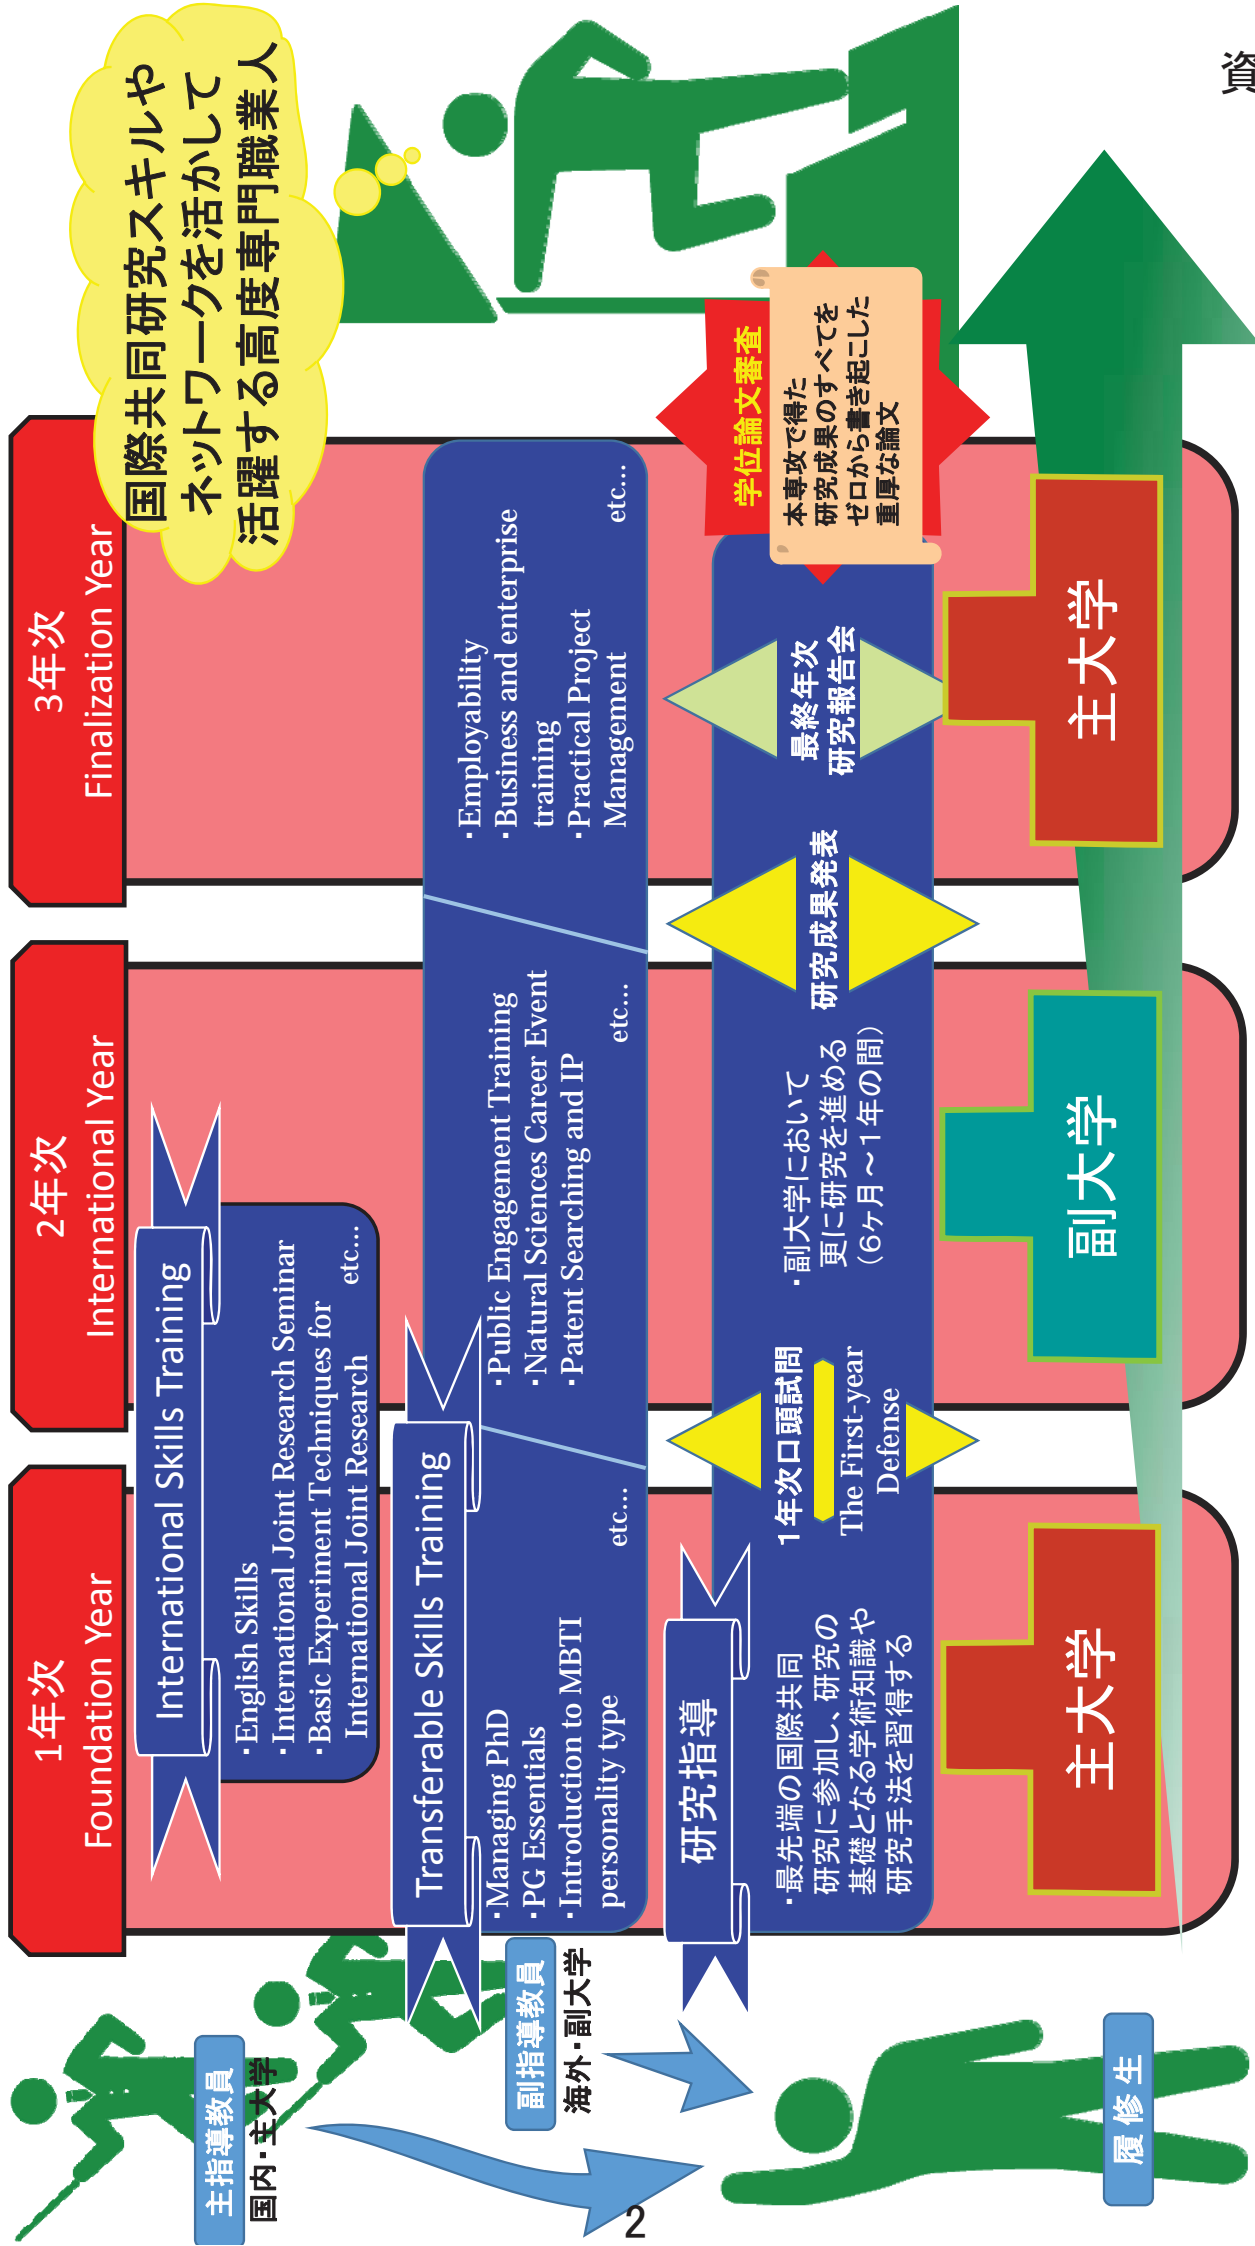 国際共同研究スキルや
ネットワークを活かして
活躍する高度専門職業人
資
1年次
Foundation Year
2年次
International Year
3年次
Finalization Year
International Skills Training
・English Skills
・International Joint Research Seminar
・Basic Experiment Techniques for
International Joint Research
etc…
Transferable Skills Training
・Managing PhD
・PG Essentials
・Introduction to MBTI
personality type
etc…
・Public Engagement Training
・Natural Sciences Career Event
・Patent Searching and IP
etc…
・Employability
・Business and enterprise
training
・Practical Project
Management
etc…
研究指導
・最先端の国際共同
研究に参加し、研究の
基礎となる学術知識や
研究手法を習得する
1年次口頭試問
The First-year
Defense
・副大学において
更に研究を進める
（6ヶ月～1年の間）
研究成果発表
最終年次
研究報告会
学位論文審査
本専攻で得た
研究成果のすべてを
ゼロから書き起こした
重厚な論文
主大学
副大学
主大学
主指導教員
国内・主大学
副指導教員
海外・副大学
履修生
2